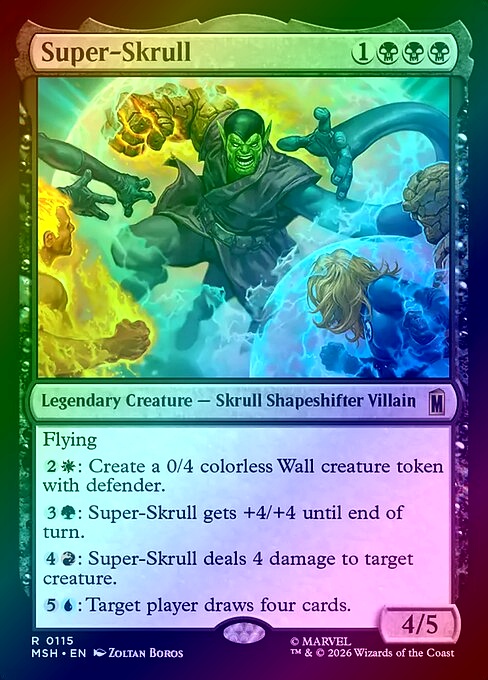 Super-Skrull 1
Legendary Creature — Skrull Shapeshifter Villain M
Flying
2: Create a 0/4 colorless Wall creature token
with defender.
3: Super-Skrull gets +4/+4 until end of
turn.
4: Super-Skrull deals 4 damage to target
creature.
5: Target player draws four cards.
4/5
R 0115
MSH • EN Zoltan Boros
© MARVEL
™ & © 2026 Wizards of the Coast